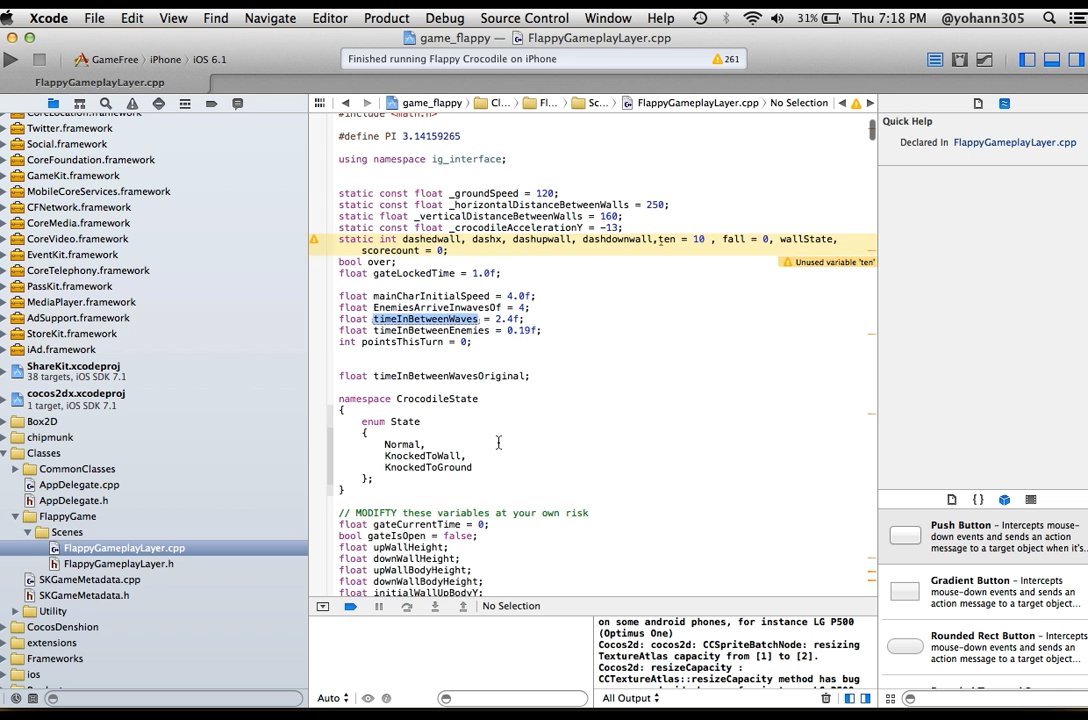 Xcode File Edit View Find Navigate Editor Product Debug Source Control Window Help 31% Thu 7:18 PM @yohann305
game_flappy — FlappyGameplayLayer.cpp
GameFree iPhone iOS 6.1
Finished running Flappy Crocodile on iPhone 261
FlappyGameplayLayer.cpp
game_flappy Cl... Fl... Sc... FlappyGameplayLayer.cpp No Selection
CoreLocation.framework
Twitter.framework
Social.framework
CoreFoundation.framework
GameKit.framework
MobileCoreServices.framework
CFNetwork.framework
CoreMedia.framework
CoreVideo.framework
EventKit.framework
CoreTelephony.framework
PassKit.framework
MediaPlayer.framework
AdSupport.framework
StoreKit.framework
iAd.framework
ShareKit.xcodeproj
38 targets, iOS SDK 7.1
cocos2dx.xcodeproj
1 target, iOS SDK 7.1
Box2D
chipmunk
Classes
CommonClasses
AppDelegate.cpp
AppDelegate.h
FlappyGame
Scenes
FlappyGameplayLayer.cpp
FlappyGameplayLayer.h
SKGameMetadata.cpp
SKGameMetadata.h
Utility
CocosDenshion
extensions
Frameworks
ios
#include <math.h>
#define PI 3.14159265
using namespace ig_interface;
static const float _groundSpeed = 120;
static const float _horizontalDistanceBetweenWalls = 250;
static float _verticalDistanceBetweenWalls = 160;
static const float _crocodileAccelerationY = -13;
static int dashedwall, dashx, dashupwall, dashdownwall,ten = 10 , fall = 0, wallState,
scorecount = 0;
Unused variable "ten"
bool over;
float gateLockedTime = 1.0f;
float mainCharInitialSpeed = 4.0f;
float EnemiesArriveInwavesOf = 4;
float timeInBetweenWaves = 2.4f;
float timeInBetweenEnemies = 0.19f;
int pointsThisTurn = 0;
float timeInBetweenWavesOriginal;
namespace CrocodileState
{
enum State
{
Normal,
KnockedToWall,
KnockedToGround
};
}
// MODIFTY these variables at your own risk
float gateCurrentTime = 0;
bool gateIsOpen = false;
float upWallHeight;
float downWallHeight;
float upWallBodyHeight;
float downWallBodyHeight;
float initialWallUpBodyY;
No Selection
on some android phones, for instance LG P500
(Optimus One)
Cocos2d: cocos2d: CCSpriteBatchNode: resizing
TextureAtlas capacity from [1] to [2].
Cocos2d: resizeCapacity :
CCTextureAtlas::resizeCapacity method has bug
Auto
All Output
Quick Help
Declared In FlappyGameplayLayer.cpp
{ }
Push Button – Intercepts mouse-
down events and sends an action
message to a target object when it's...
Gradient Button – Intercepts
mouse-down events and sends an
action message to a target object...
Rounded Rect Button – Intercepts
mouse-down events and sends an